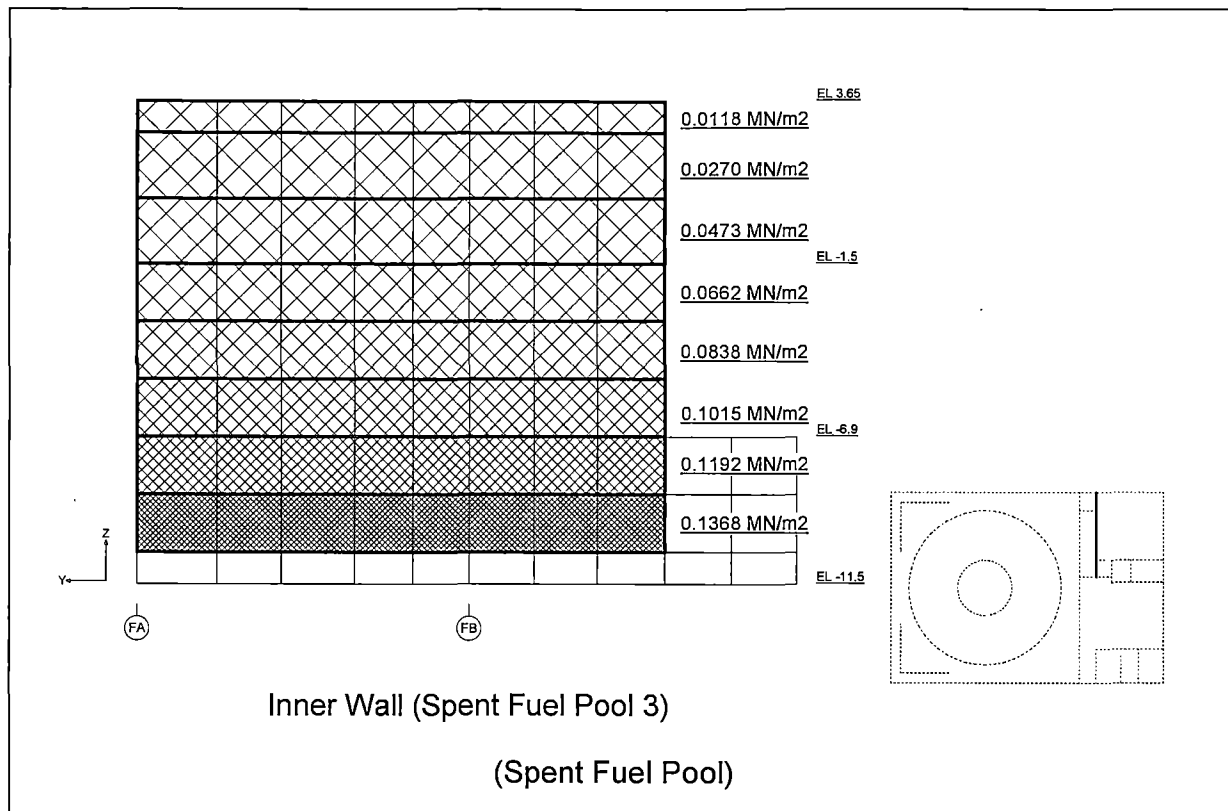 EL 3.65
0.0118 MN/m2
0.0270 MN/m2
0.0473 MN/m2
EL -1.5
0.0662 MN/m2
0.0838 MN/m2
0.1015 MN/m2
EL -6.9
0.1192 MN/m2
0.1368 MN/m2
Z
Y
EL -11.5
FA
FB
Inner Wall (Spent Fuel Pool 3)
(Spent Fuel Pool)